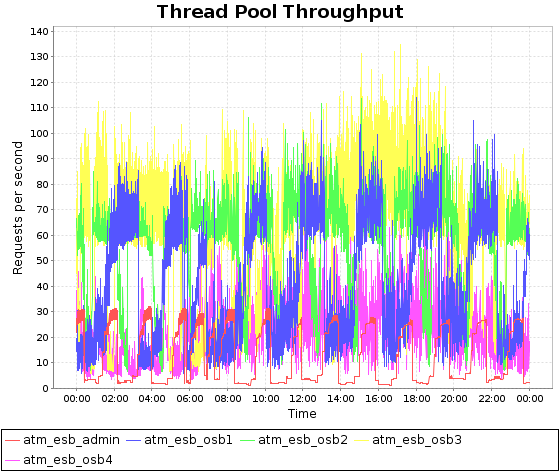 Thread Pool Throughput
140
130
120
110
100
90
80
70
60
50
40
30
20
10
0
Requests per second
00:00 02:00 04:00 06:00 08:00 10:00 12:00 14:00 16:00 18:00 20:00 22:00 00:00
Time
atm_esb_admin atm_esb_osb1 atm_esb_osb2 atm_esb_osb3
atm_esb_osb4